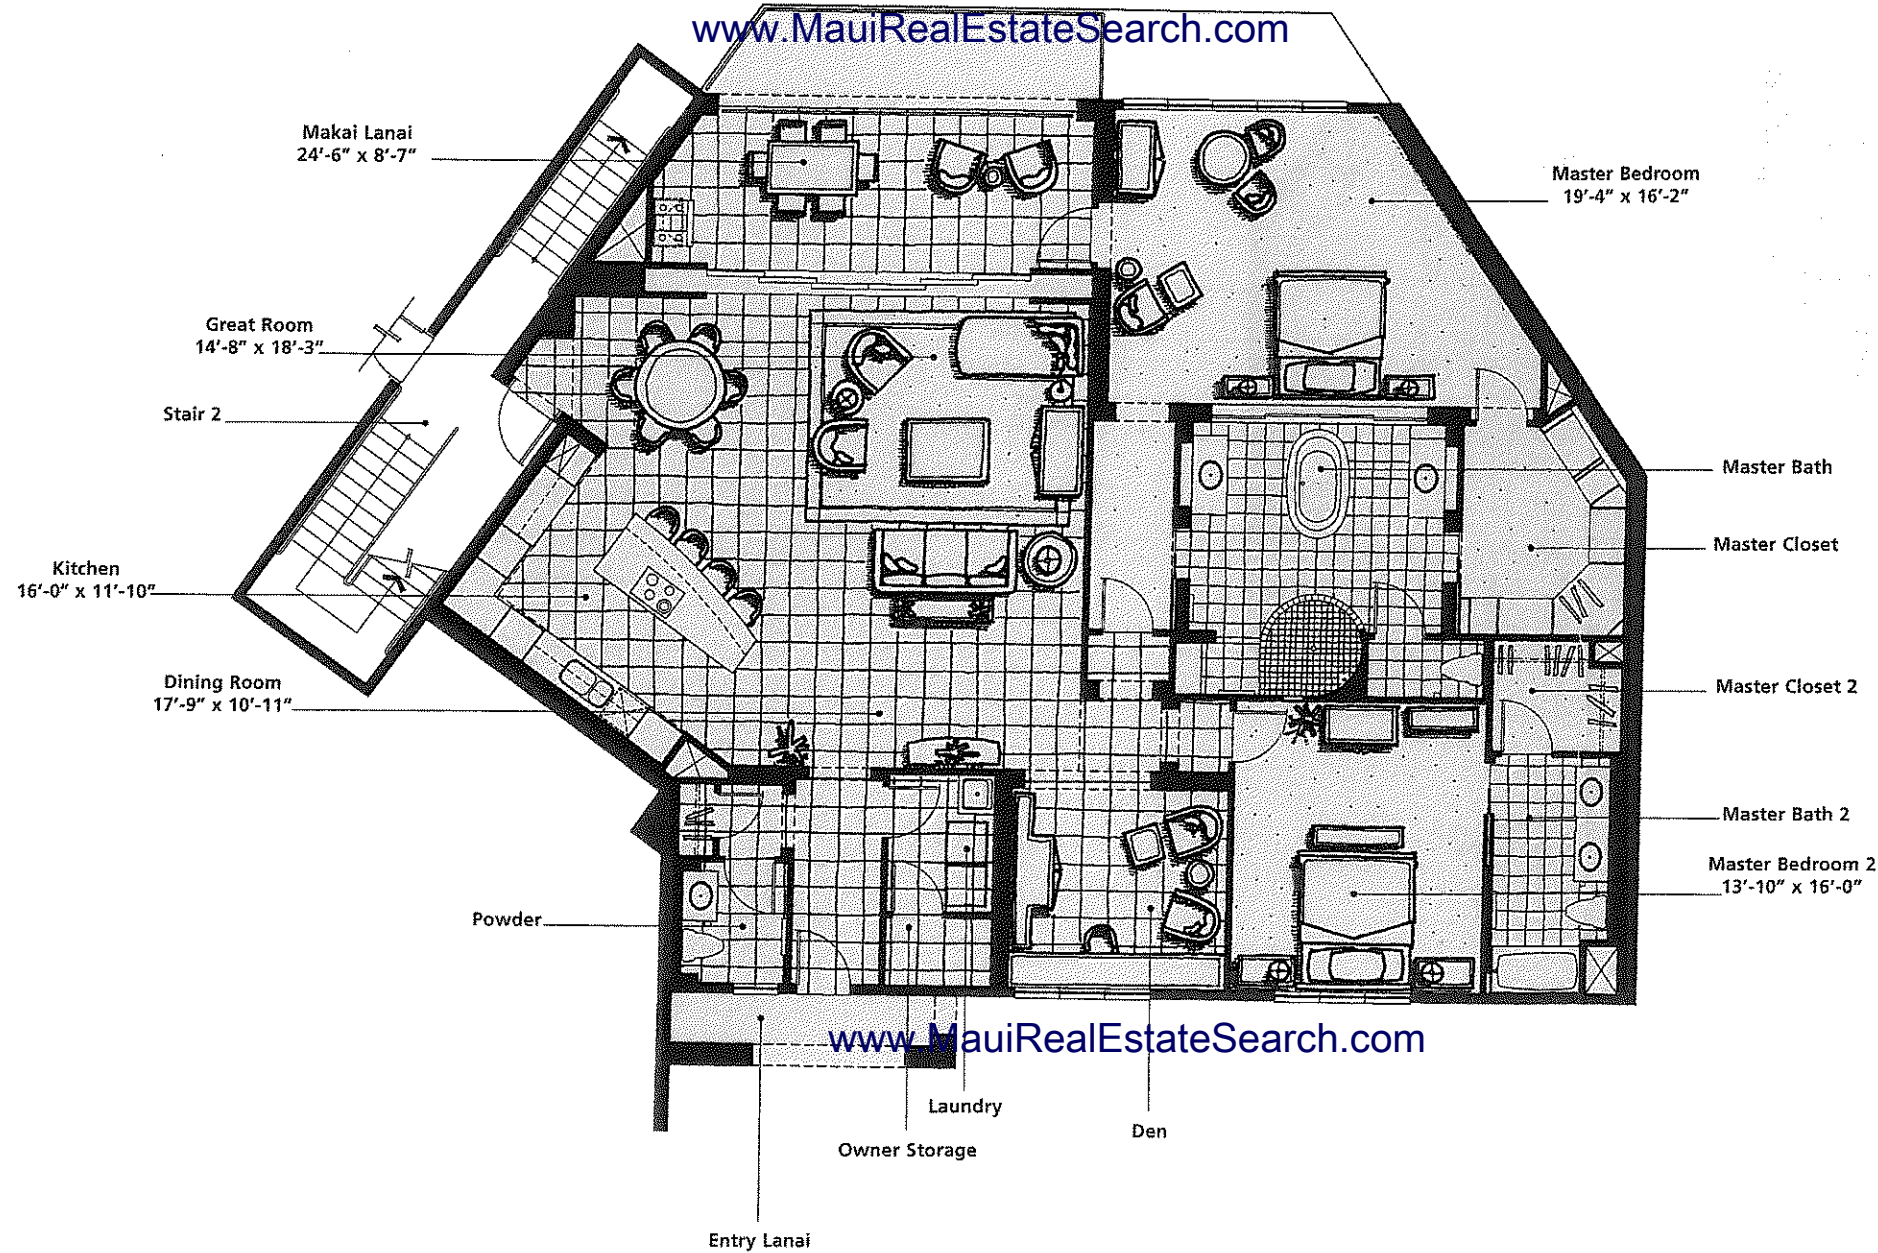 www.MauiRealEstateSearch.com
Makai Lanai
24'-6" x 8'-7"
Master Bedroom
19'-4" x 16'-2"
Great Room
14'-8" x 18'-3"
Stair 2
Master Bath
Master Closet
Kitchen
16'-0" x 11'-10"
Dining Room
17'-9" x 10'-11"
Master Closet 2
Master Bath 2
Master Bedroom 2
13'-10" x 16'-0"
Powder
www.MauiRealEstateSearch.com
Laundry
Den
Owner Storage
Entry Lanai